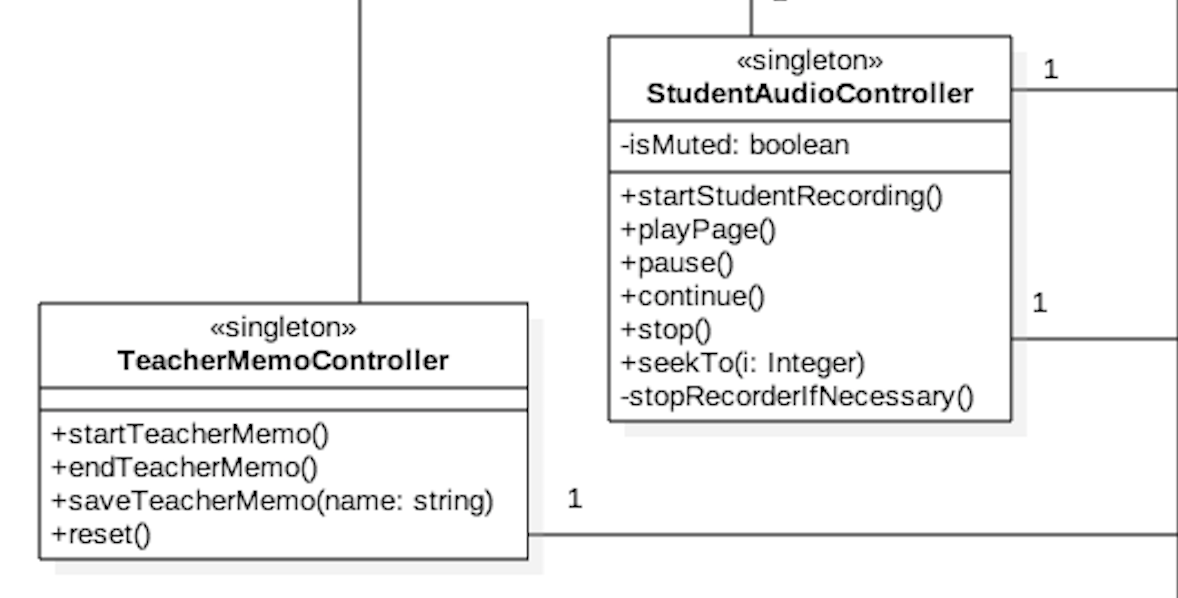 «singleton»
StudentAudioController
1
-isMuted: boolean
+startStudentRecording()
+playPage()
+pause()
+continue()
+stop()
+seekTo(i: Integer)
-stopRecorderIfNecessary()
1
«singleton»
TeacherMemoController
+startTeacherMemo()
+endTeacherMemo()
+saveTeacherMemo(name: string)
+reset()
1